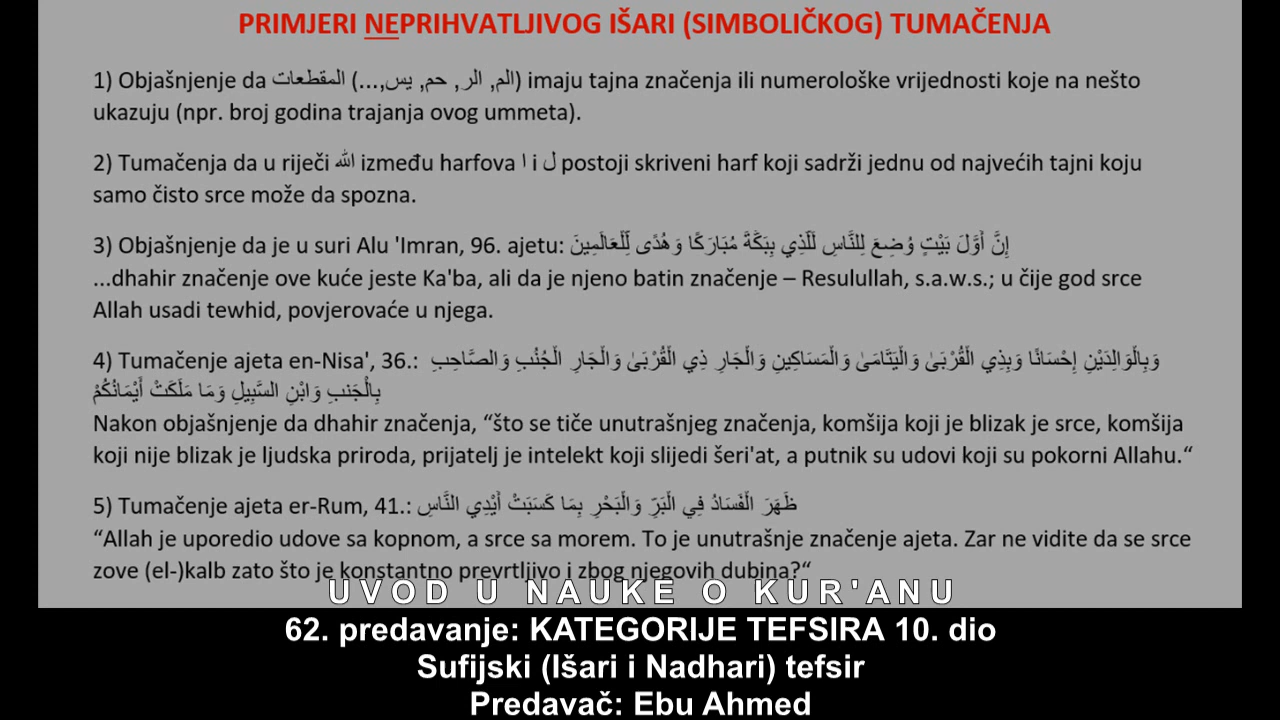 PRIMJERI NEPRIHVATLJIVOG IŠARI (SIMBOLIČKOG) TUMAČENJA
1) Objašnjenje da المقطعات (الم, الر, حم, يس,...) imaju tajna značenja ili numerološke vrijednosti koje na nešto
ukazuju (npr. broj godina trajanja ovog ummeta).
2) Tumačenja da u riječi الله između harfova ا i ل postoji skriveni harf koji sadrži jednu od najvećih tajni koju
samo čisto srce može da spozna.
3) Objašnjenje da je u suri Alu 'Imran, 96. ajetu: إِنَّ أَوَّلَ بَيْتٍ وُضِعَ لِلنَّاسِ لَلَّذِي بِبَكَّةَ مُبَارَكًا وَهُدًى لِّلْعَالَمِينَ
...dhahir značenje ove kuće jeste Ka'ba, ali da je njeno batin značenje – Resulullah, s.a.w.s.; u čije god srce
Allah usadi tewhid, povjerovaće u njega.
4) Tumačenje ajeta en-Nisa', 36.: وَبِالْوَالِدَيْنِ إِحْسَانًا وَبِذِي الْقُرْبَىٰ وَالْيَتَامَىٰ وَالْمَسَاكِينِ وَالْجَارِ ذِي الْقُرْبَىٰ وَالْجَارِ الْجُنُبِ وَالصَّاحِبِ
بِالْجَنبِ وَابْنِ السَّبِيلِ وَمَا مَلَكَتْ أَيْمَانُكُمْ
Nakon objašnjenje da dhahir značenja, “što se tiče unutrašnjeg značenja, komšija koji je blizak je srce, komšija
koji nije blizak je ljudska priroda, prijatelj je intelekt koji slijedi šeri'at, a putnik su udovi koji su pokorni Allahu.“
5) Tumačenje ajeta er-Rum, 41.: ظَهَرَ الْفَسَادُ فِي الْبَرِّ وَالْبَحْرِ بِمَا كَسَبَتْ أَيْدِي النَّاسِ
“Allah je uporedio udove sa kopnom, a srce sa morem. To je unutrašnje značenje ajeta. Zar ne vidite da se srce
zove (el-)kalb zato što je konstantno prevrtljivo i zbog njegovih dubina?“
UVOD U NAUKE O KUR'ANU
62. predavanje: KATEGORIJE TEFSIRA 10. dio
Sufijski (Išari i Nadhari) tefsir
Predavač: Ebu Ahmed